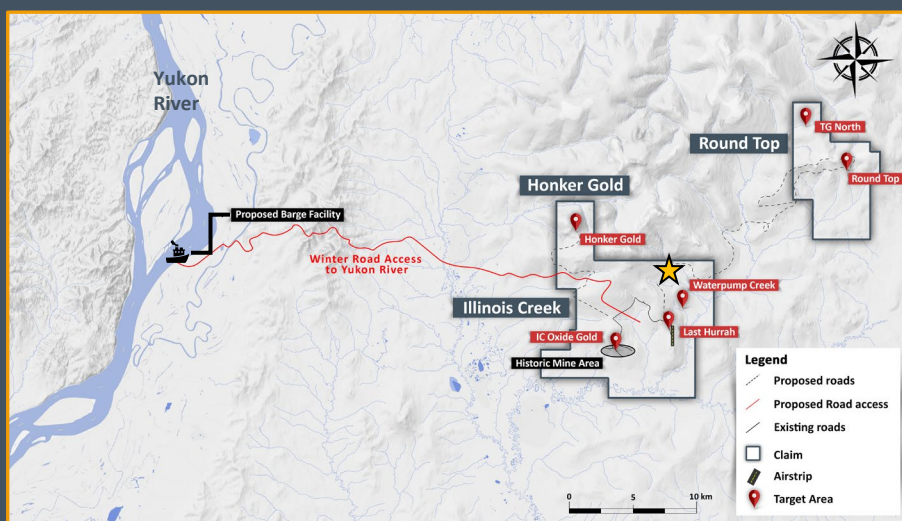 Yukon
River
TG North
Round Top
Round Top
Honker Gold
Proposed Barge Facility
Honker Gold
Winter Road Access
to Yukon River
Waterpump Creek
Illinois Creek
Last Hurrah
IC Oxide Gold
Historic Mine Area
Legend
Proposed roads
Proposed Road access
Existing roads
Claim
Airstrip
Target Area
0 5 10 km